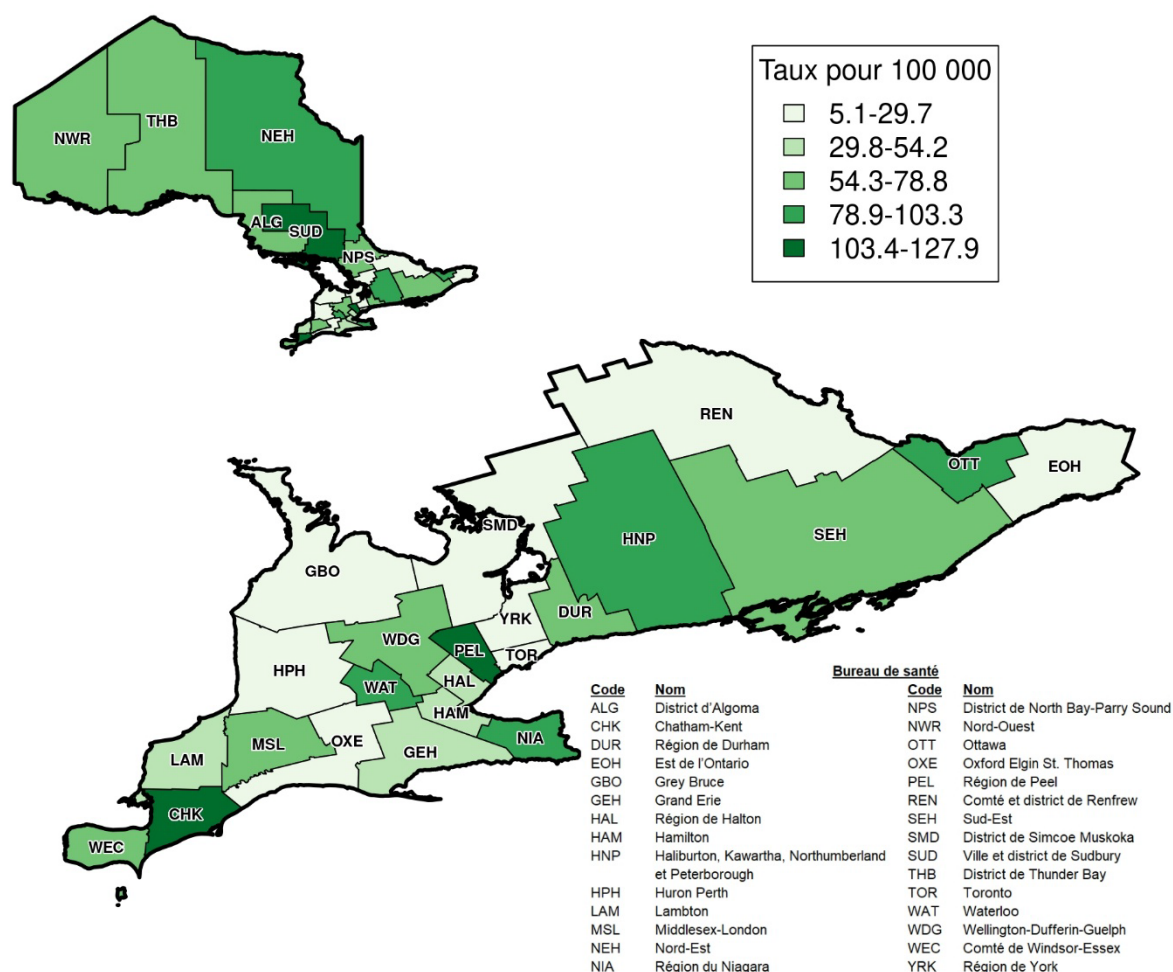 Taux pour 100 000
5.1-29.7
29.8-54.2
54.3-78.8
78.9-103.3
103.4-127.9
NWR
THB
NEH
ALG
SUD
NPS
REN
OTT
EOH
SMD
HNP
SEH
GBO
YRK
DUR
WDG
PEL
TOR
HPH
WAT
HAL
HAM
NIA
OXE
GEH
MSL
LAM
CHK
WEC
Bureau de santé
Code Nom Code Nom
ALG District d’Algoma NPS District de North Bay-Parry Sound
CHK Chatham-Kent NWR Nord-Ouest
DUR Région de Durham OTT Ottawa
EOH Est de l’Ontario OXE Oxford Elgin St. Thomas
GBO Grey Bruce PEL Région de Peel
GEH Grand Erie REN Comté et district de Renfrew
HAL Région de Halton SEH Sud-Est
HAM Hamilton SMD District de Simcoe Muskoka
HNP Haliburton, Kawartha, Northumberland SUD Ville et district de Sudbury
et Peterborough THB District de Thunder Bay
HPH Huron Perth TOR Toronto
LAM Lambton WAT Waterloo
MSL Middlesex-London WDG Wellington-Dufferin-Guelph
NEH Nord-Est WEC Comté de Windsor-Essex
NIA Région du Niagara YRK Région de York